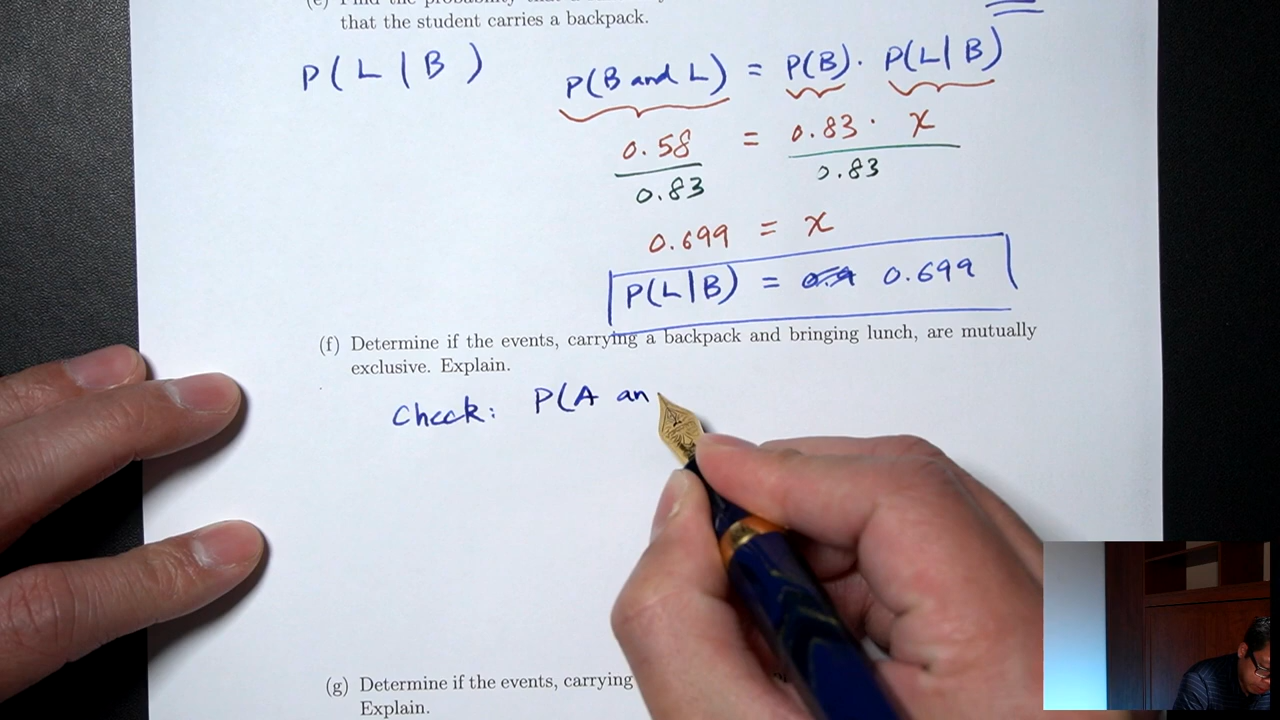 that the student carries a backpack.
P(L|B)
P(B and L) = P(B) · P(L|B)
0.58 = 0.83 · x
0.83 0.83
0.699 = x
P(L|B) = 0.699
(f) Determine if the events, carrying a backpack and bringing lunch, are mutually
exclusive. Explain.
Check: P(A an
(g) Determine if the events, carrying
Explain.